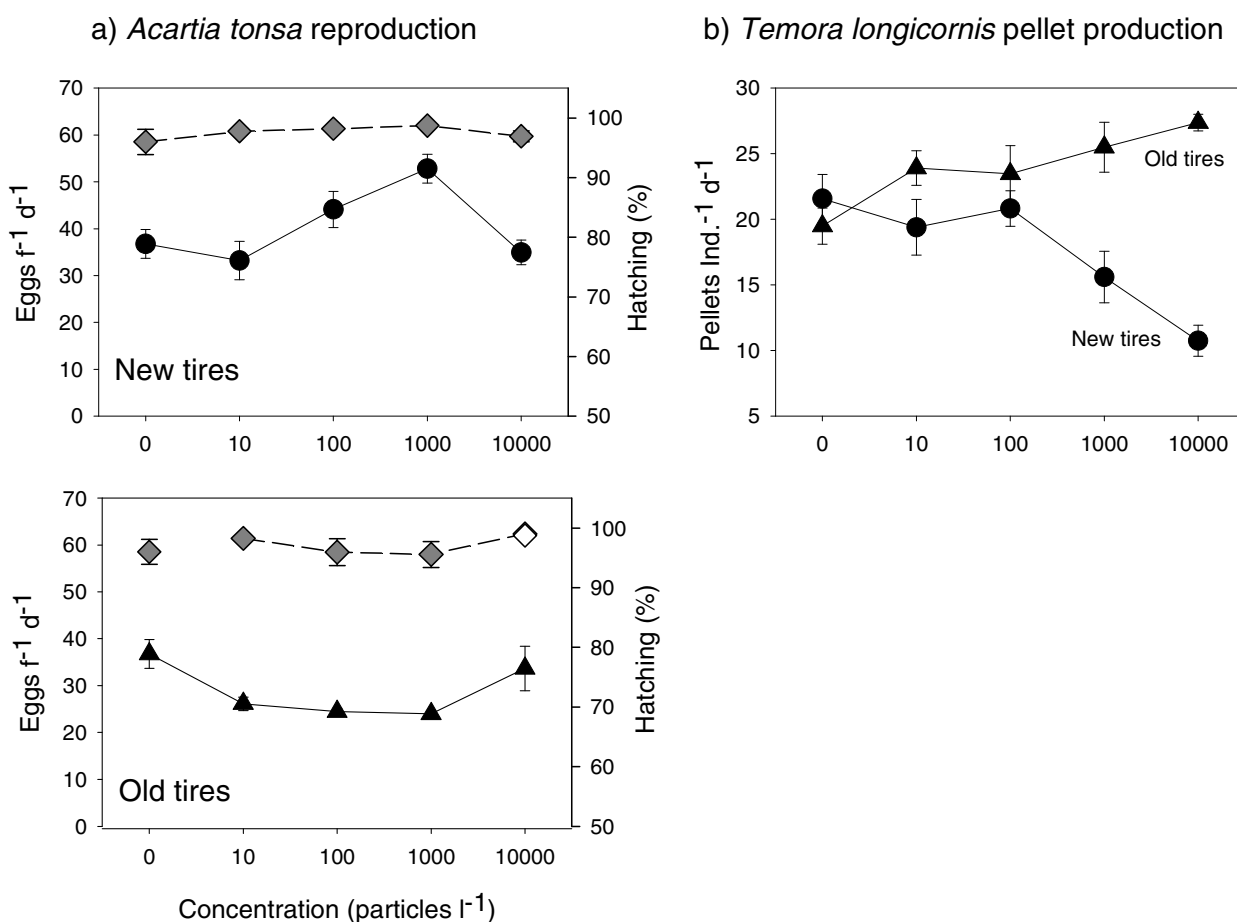 a) Acartia tonsa reproduction
70
60
50
40
30
20
10
0
Eggs f-1 d-1
100
90
80
70
60
50
Hatching (%)
New tires
0 10 100 1000 10000
b) Temora longicornis pellet production
30
25
20
15
10
5
Pellets Ind.-1 d-1
Old tires
New tires
0 10 100 1000 10000
70
60
50
40
30
20
10
0
Eggs f-1 d-1
100
90
80
70
60
50
Hatching (%)
Old tires
0 10 100 1000 10000
Concentration (particles l-1)